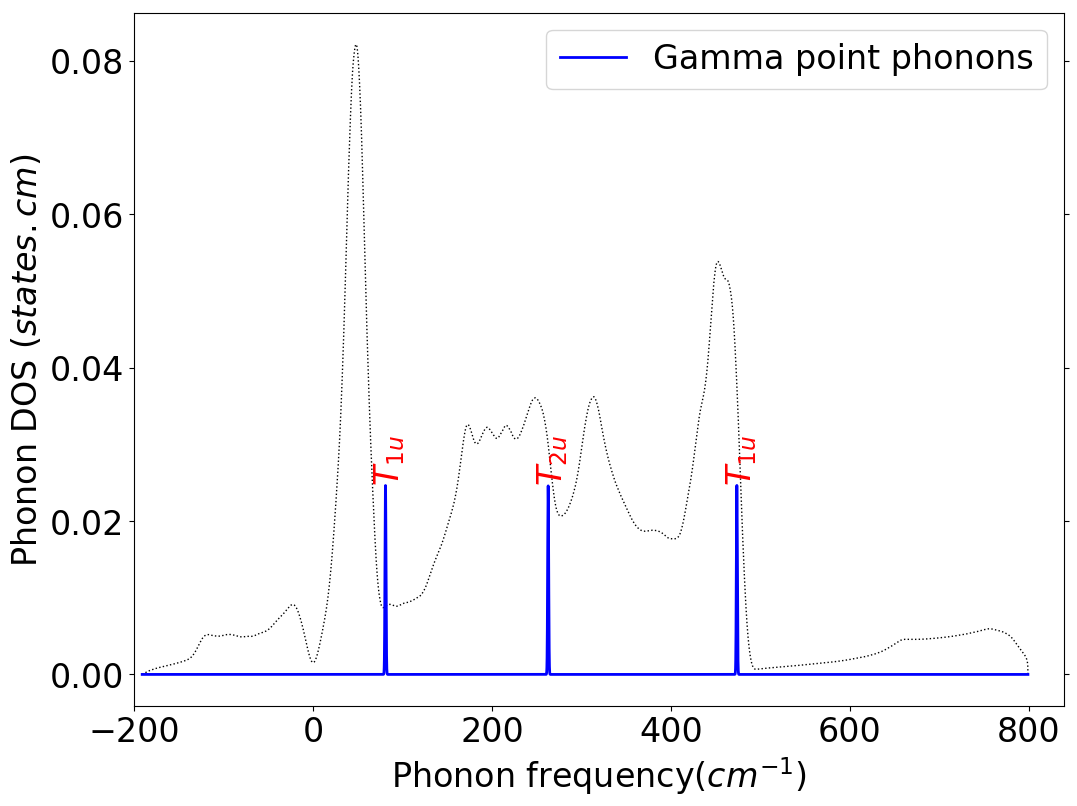 Gamma point phonons
Phonon DOS (states.cm)
0.08
0.06
0.04
0.02
0.00
T1u
T2u
T1u
−200 0 200 400 600 800
Phonon frequency(cm−1)